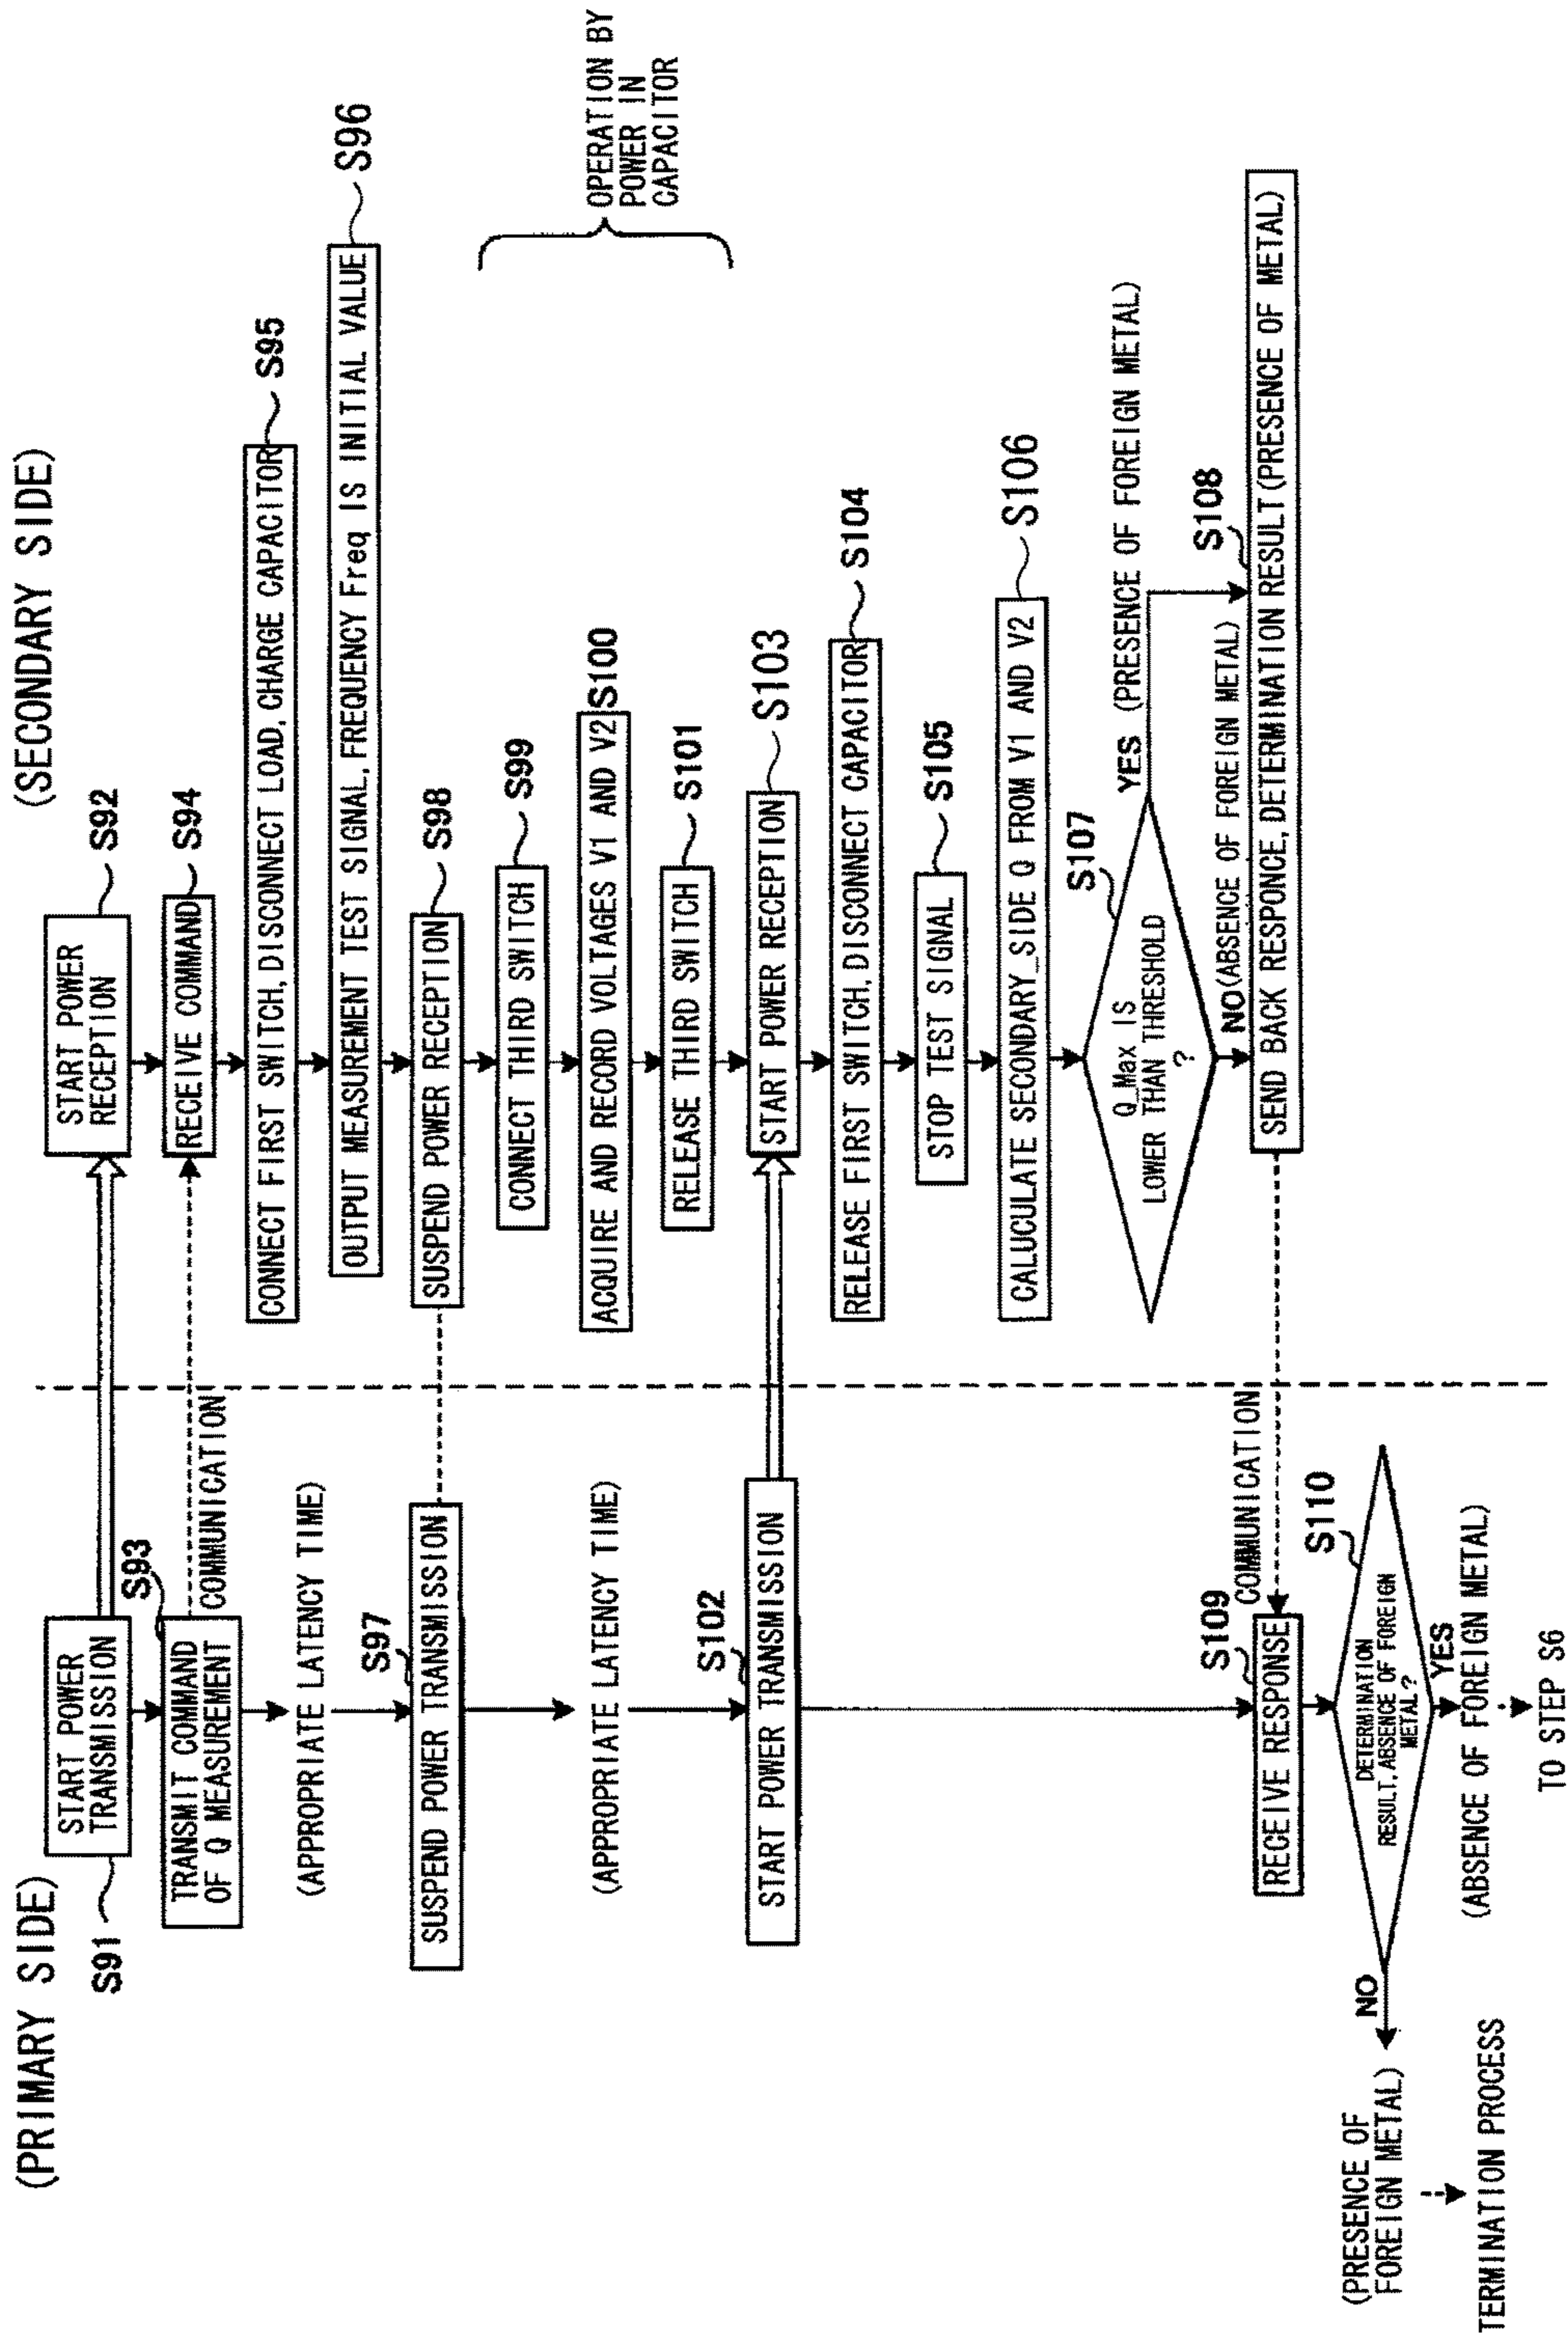 (PRIMARY SIDE)
(SECONDARY SIDE)
S91
START POWER
TRANSMISSION
START POWER
RECEPTION
S92
S93
TRANSMIT COMMAND
OF Q MEASUREMENT
COMMUNICATION
RECEIVE COMMAND
S94
(APPROPRIATE LATENCY TIME)
CONNECT FIRST SWITCH, DISCONNECT LOAD, CHARGE CAPACITOR
S95
OUTPUT MEASUREMENT TEST SIGNAL, FREQUENCY Freq IS INITIAL VALUE
S96
S97
SUSPEND POWER TRANSMISSION
SUSPEND POWER RECEPTION
S98
CONNECT THIRD SWITCH
S99
OPERATION BY
POWER IN
CAPACITOR
(APPROPRIATE LATENCY TIME)
ACQUIRE AND RECORD VOLTAGES V1 AND V2
S100
RELEASE THIRD SWITCH
S101
S102
START POWER TRANSMISSION
START POWER RECEPTION
S103
RELEASE FIRST SWITCH, DISCONNECT CAPACITOR
S104
STOP TEST SIGNAL
S105
CALUCULATE SECONDARY_SIDE Q FROM V1 AND V2
S106
S107
Q_Max IS
LOWER THAN THRESHOLD
?
YES (PRESENCE OF FOREIGN METAL)
NO (ABSENCE OF FOREIGN METAL)
S108
SEND BACK RESPONCE, DETERMINATION RESULT (PRESENCE OF METAL)
COMMUNICATION
S109
RECEIVE RESPONSE
S110
DETERMINATION
RESULT, ABSENCE OF FOREIGN
METAL?
NO
(PRESENCE OF
FOREIGN METAL)
TERMINATION PROCESS
YES
(ABSENCE OF FOREIGN METAL)
TO STEP S6